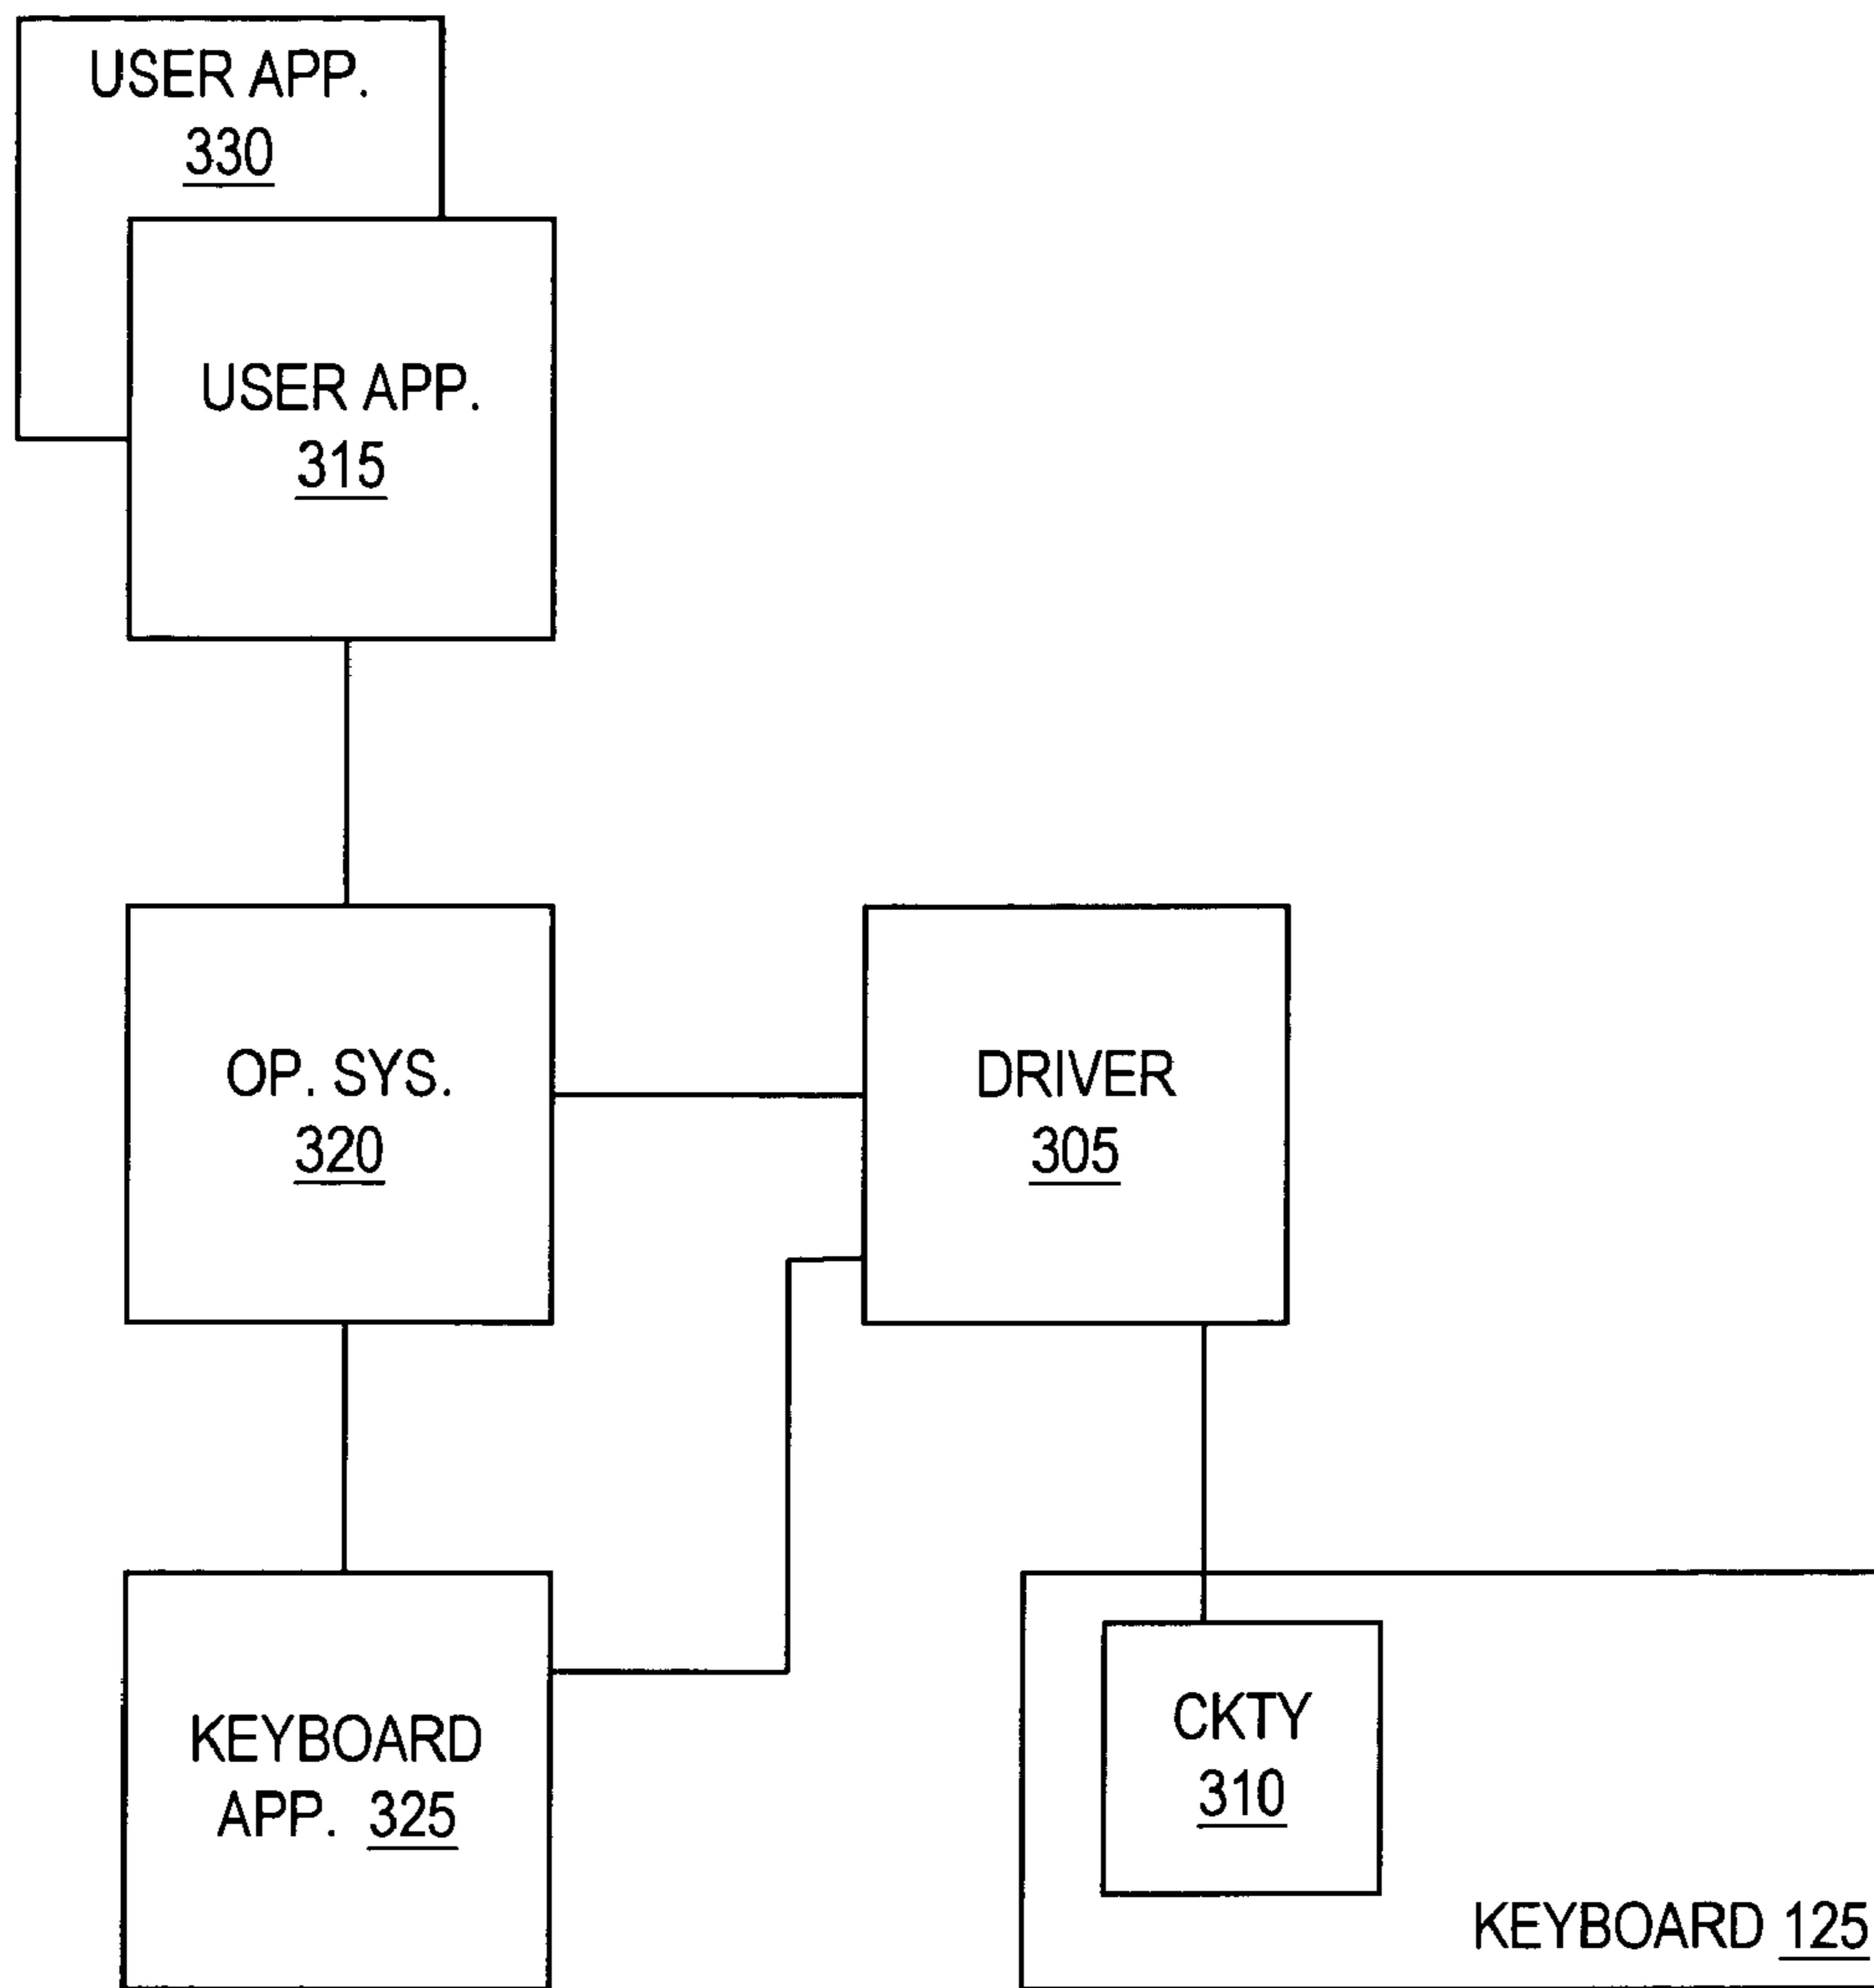 USER APP.
330
USER APP.
315
OP. SYS.
320
DRIVER
305
KEYBOARD
APP. 325
CKTY
310
KEYBOARD 125